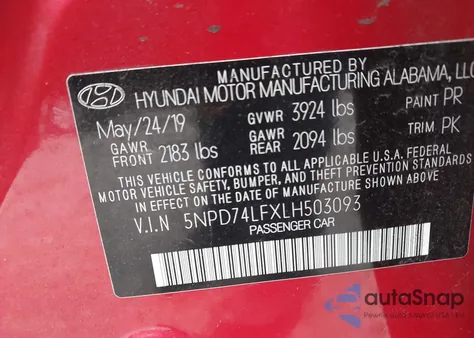 MANUFACTURED BY
HYUNDAI MOTOR MANUFACTURING ALABAMA, LLC
May/24/19 GVWR 3924 lbs PAINT PR
GAWR FRONT 2183 lbs GAWR REAR 2094 lbs TRIM PK
THIS VEHICLE CONFORMS TO ALL APPLICABLE U.S.A. FEDERAL
MOTOR VEHICLE SAFETY, BUMPER, AND THEFT PREVENTION STANDARDS
IN EFFECT ON THE DATE OF MANUFACTURE SHOWN ABOVE.
V.I.N 5NPD74LFXLH503093
PASSENGER CAR
autoSnap